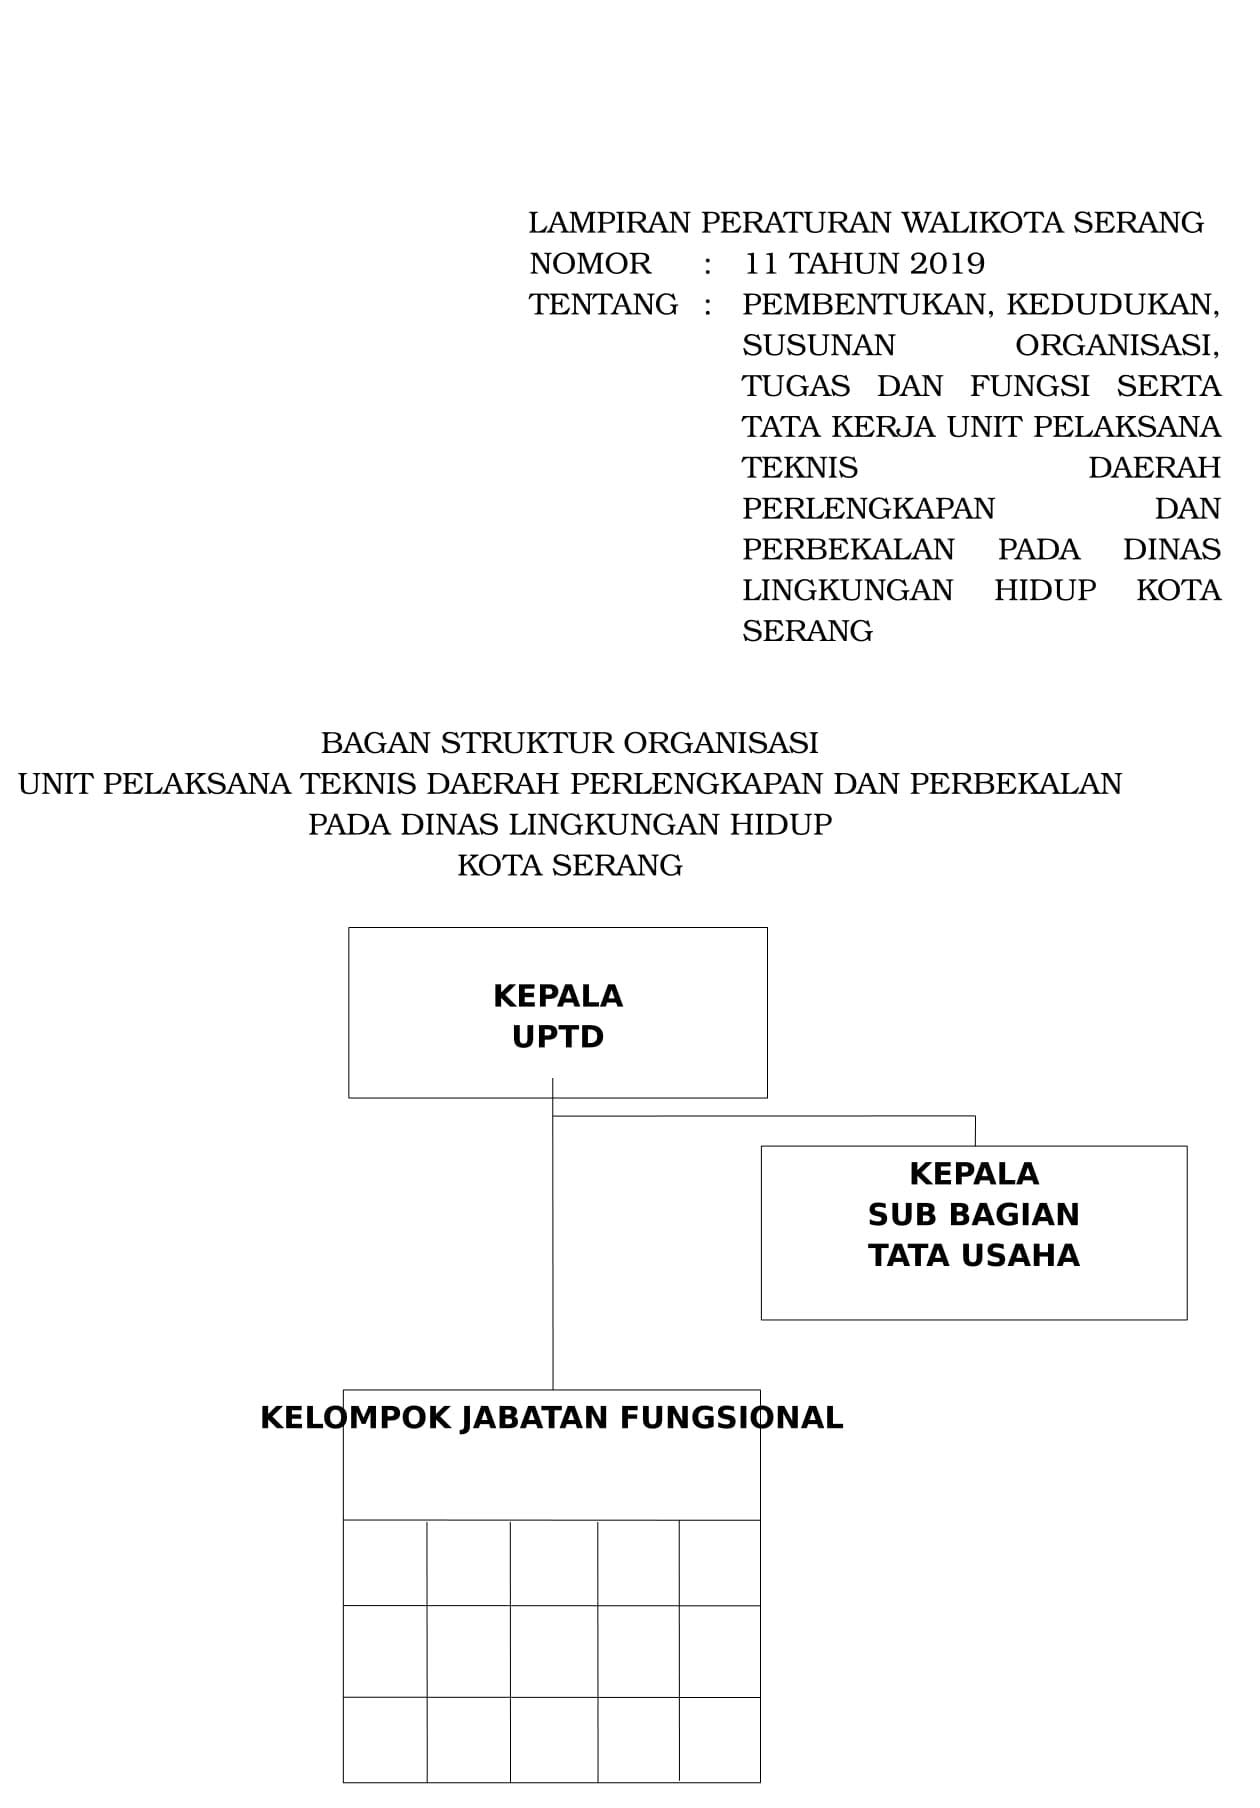 LAMPIRAN PERATURAN WALIKOTA SERANG
NOMOR : 11 TAHUN 2019
TENTANG : PEMBENTUKAN, KEDUDUKAN,
SUSUNAN ORGANISASI,
TUGAS DAN FUNGSI SERTA
TATA KERJA UNIT PELAKSANA
TEKNIS DAERAH
PERLENGKAPAN DAN
PERBEKALAN PADA DINAS
LINGKUNGAN HIDUP KOTA
SERANG
BAGAN STRUKTUR ORGANISASI
UNIT PELAKSANA TEKNIS DAERAH PERLENGKAPAN DAN PERBEKALAN
PADA DINAS LINGKUNGAN HIDUP
KOTA SERANG
KEPALA
UPTD
KEPALA
SUB BAGIAN
TATA USAHA
KELOMPOK JABATAN FUNGSIONAL